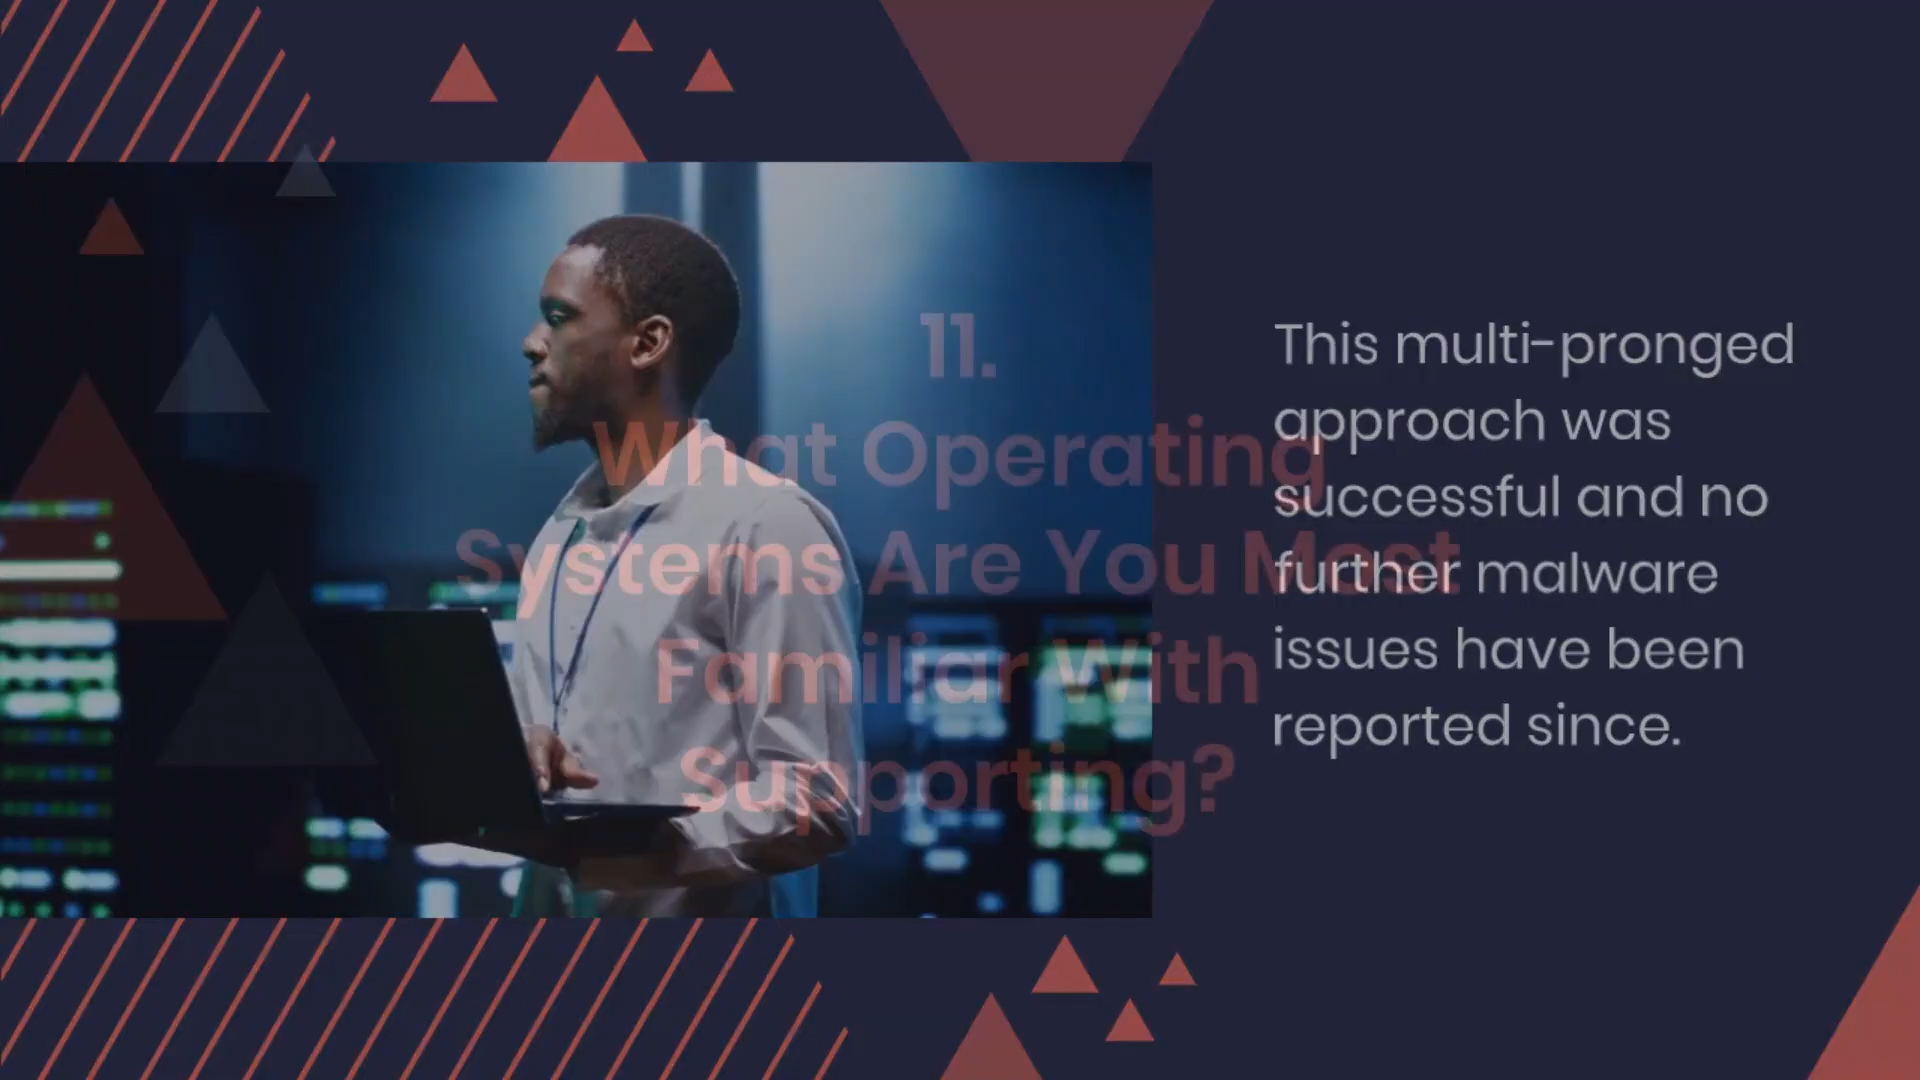 11.
What Operating
Systems Are You Most
Familiar With
Supporting?
This multi-pronged
approach was
successful and no
further malware
issues have been
reported since.